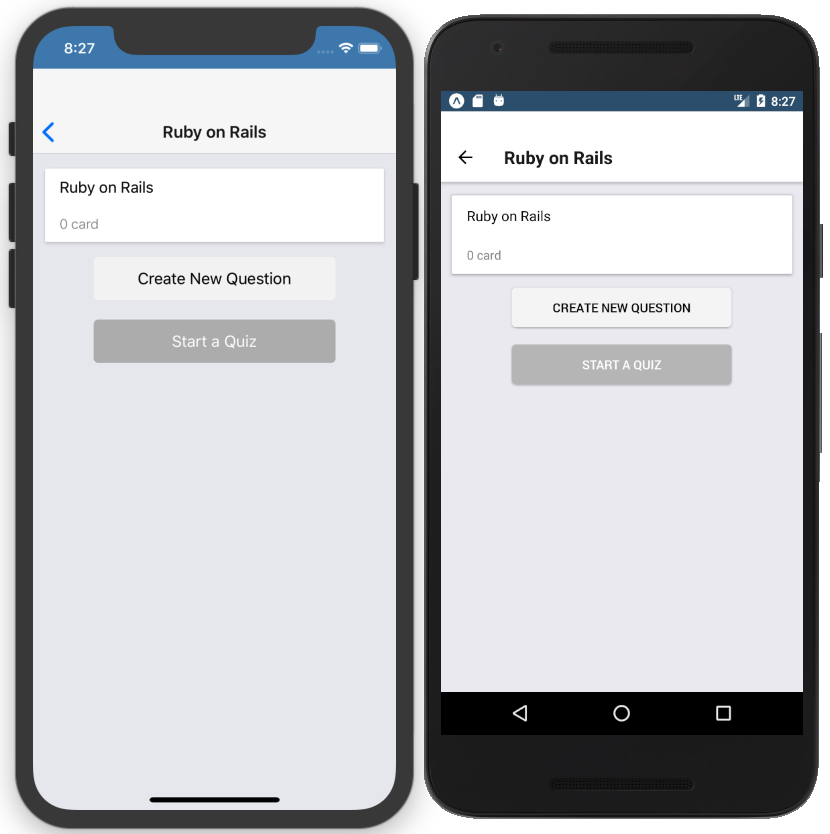 8:27
Ruby on Rails
Ruby on Rails
0 card
Create New Question
Start a Quiz
LTE 8:27
Ruby on Rails
Ruby on Rails
0 card
CREATE NEW QUESTION
START A QUIZ